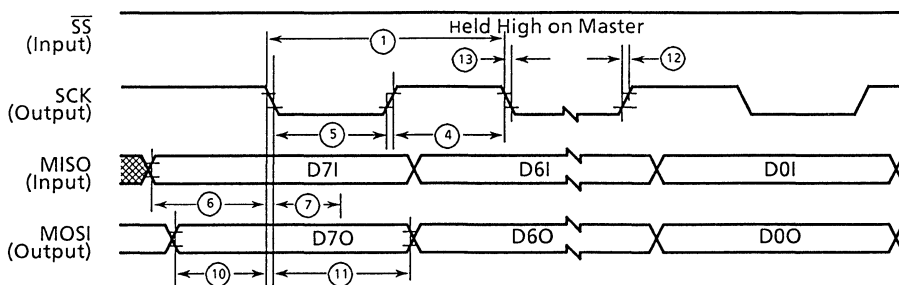 SS
(Input)
Held High on Master
1
13
12
SCK
(Output)
5
4
MISO
(Input)
D7I
D6I
D0I
6
7
MOSI
(Output)
D7O
D6O
D0O
10
11